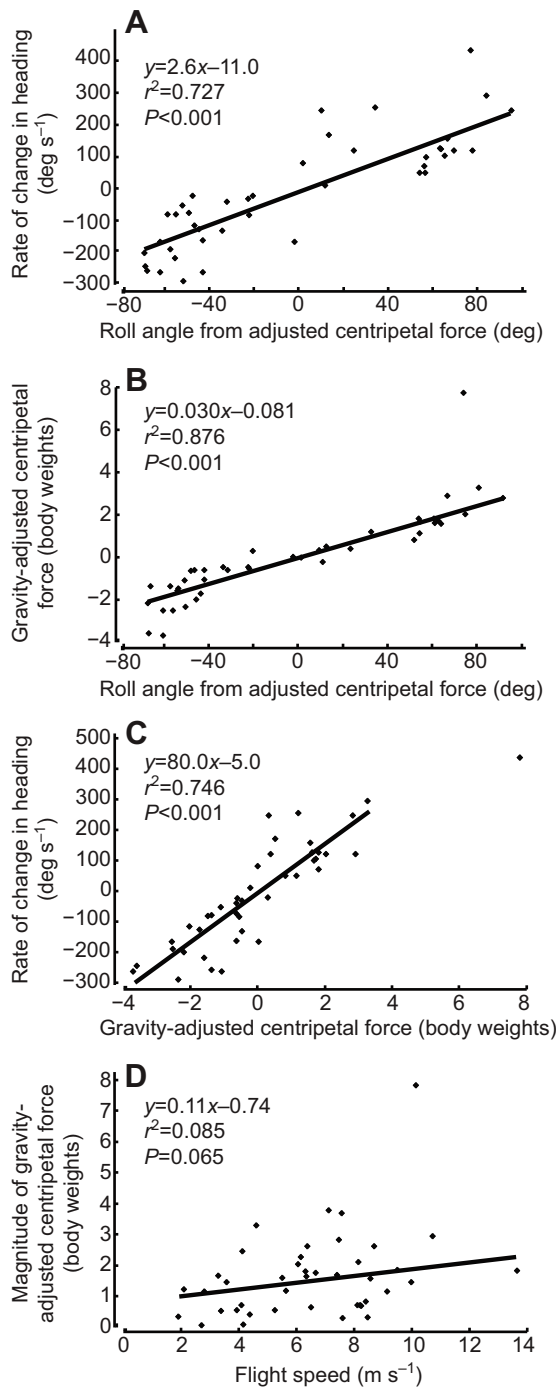 A
y=2.6x–11.0
r²=0.727
P<0.001
Rate of change in heading
(deg s⁻¹)
400
300
200
100
0
−100
−200
−300
−80
−40
0
40
80
Roll angle from adjusted centripetal force (deg)
B
y=0.030x–0.081
r²=0.876
P<0.001
Gravity-adjusted centripetal
force (body weights)
8
6
4
2
0
−2
−4
−80
−40
0
40
80
Roll angle from adjusted centripetal force (deg)
C
y=80.0x–5.0
r²=0.746
P<0.001
Rate of change in heading
(deg s⁻¹)
500
400
300
200
100
0
−100
−200
−300
−4
−2
0
2
4
6
8
Gravity-adjusted centripetal force (body weights)
D
y=0.11x–0.74
r²=0.085
P=0.065
Magnitude of gravity-
adjusted centripetal force
(body weights)
8
7
6
5
4
3
2
1
0
0
2
4
6
8
10
12
14
Flight speed (m s⁻¹)